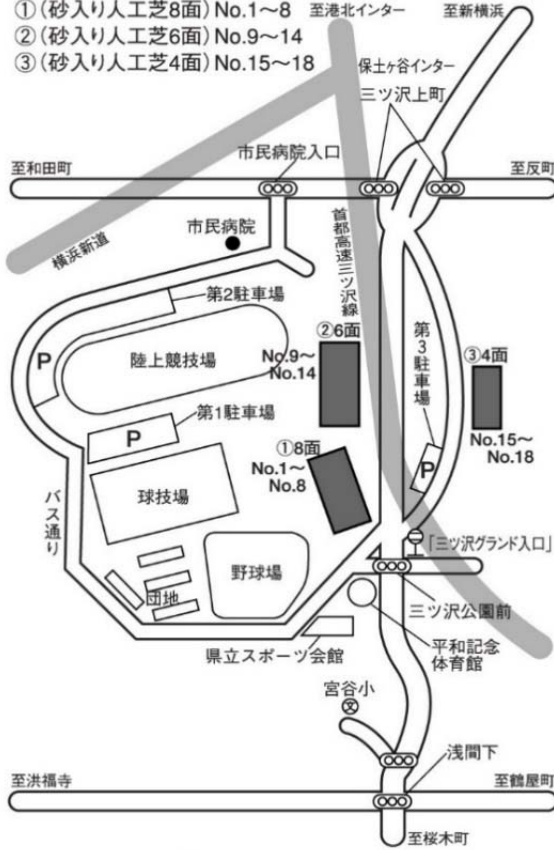 ①(砂入り人工芝8面)No.1～8
②(砂入り人工芝6面)No.9～14
③(砂入り人工芝4面)No.15～18
至港北インター
至新横浜
保土ヶ谷インター
三ツ沢上町
市民病院入口
至和田町
至反町
横浜新道
市民病院
首都高速三ツ沢線
第2駐車場
P
陸上競技場
②6面
No.9～
No.14
第3駐車場
③4面
No.15～
No.18
第1駐車場
P
①8面
No.1～
No.8
P
球技場
バス通り
「三ツ沢グランド入口」
野球場
団地
三ツ沢公園前
平和記念
体育館
県立スポーツ会館
宮谷小
文
浅間下
至洪福寺
至鶴屋町
至桜木町